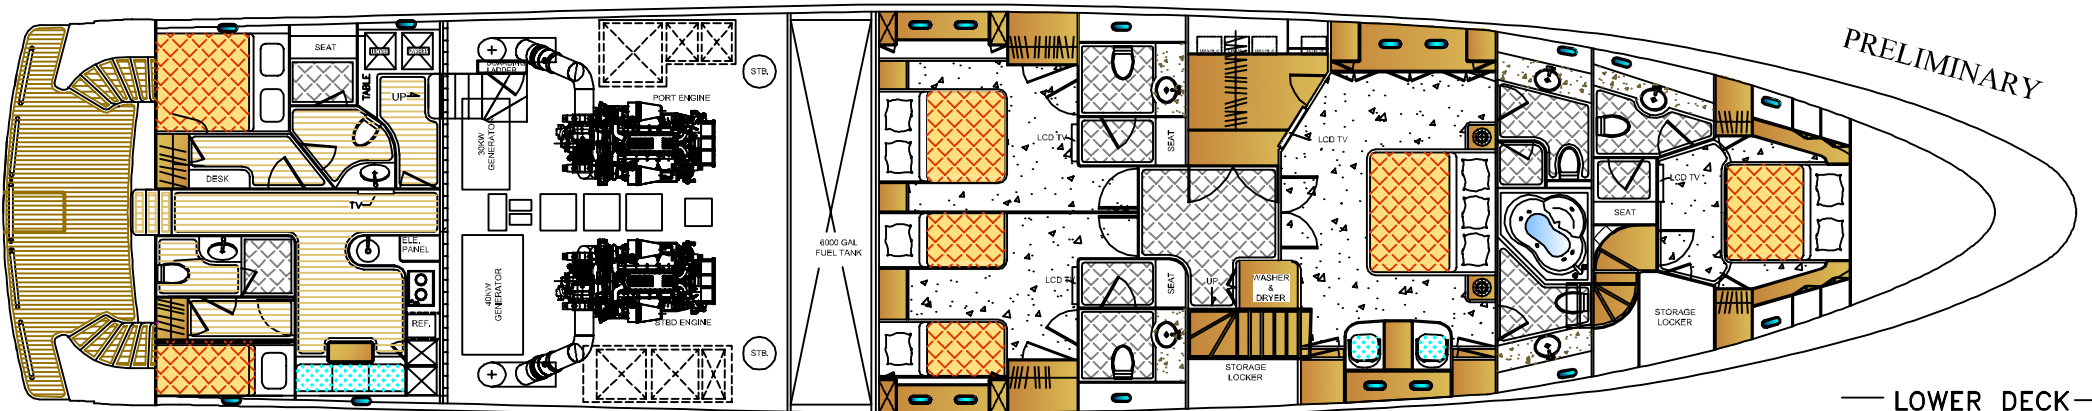 PRELIMINARY
SEAT
TABLE
UP
DESK
TV
ELE.
PANEL
REF.
LADDER
30KW
GENERATOR
40KW
GENERATOR
PORT ENGINE
STBD ENGINE
STB.
STB.
6000 GAL
FUEL TANK
LCD TV
SEAT
LCD TV
SEAT
UP
WASHER
&
DRYER
STORAGE
LOCKER
LCD TV
LCD TV
SEAT
STORAGE
LOCKER
LOWER DECK